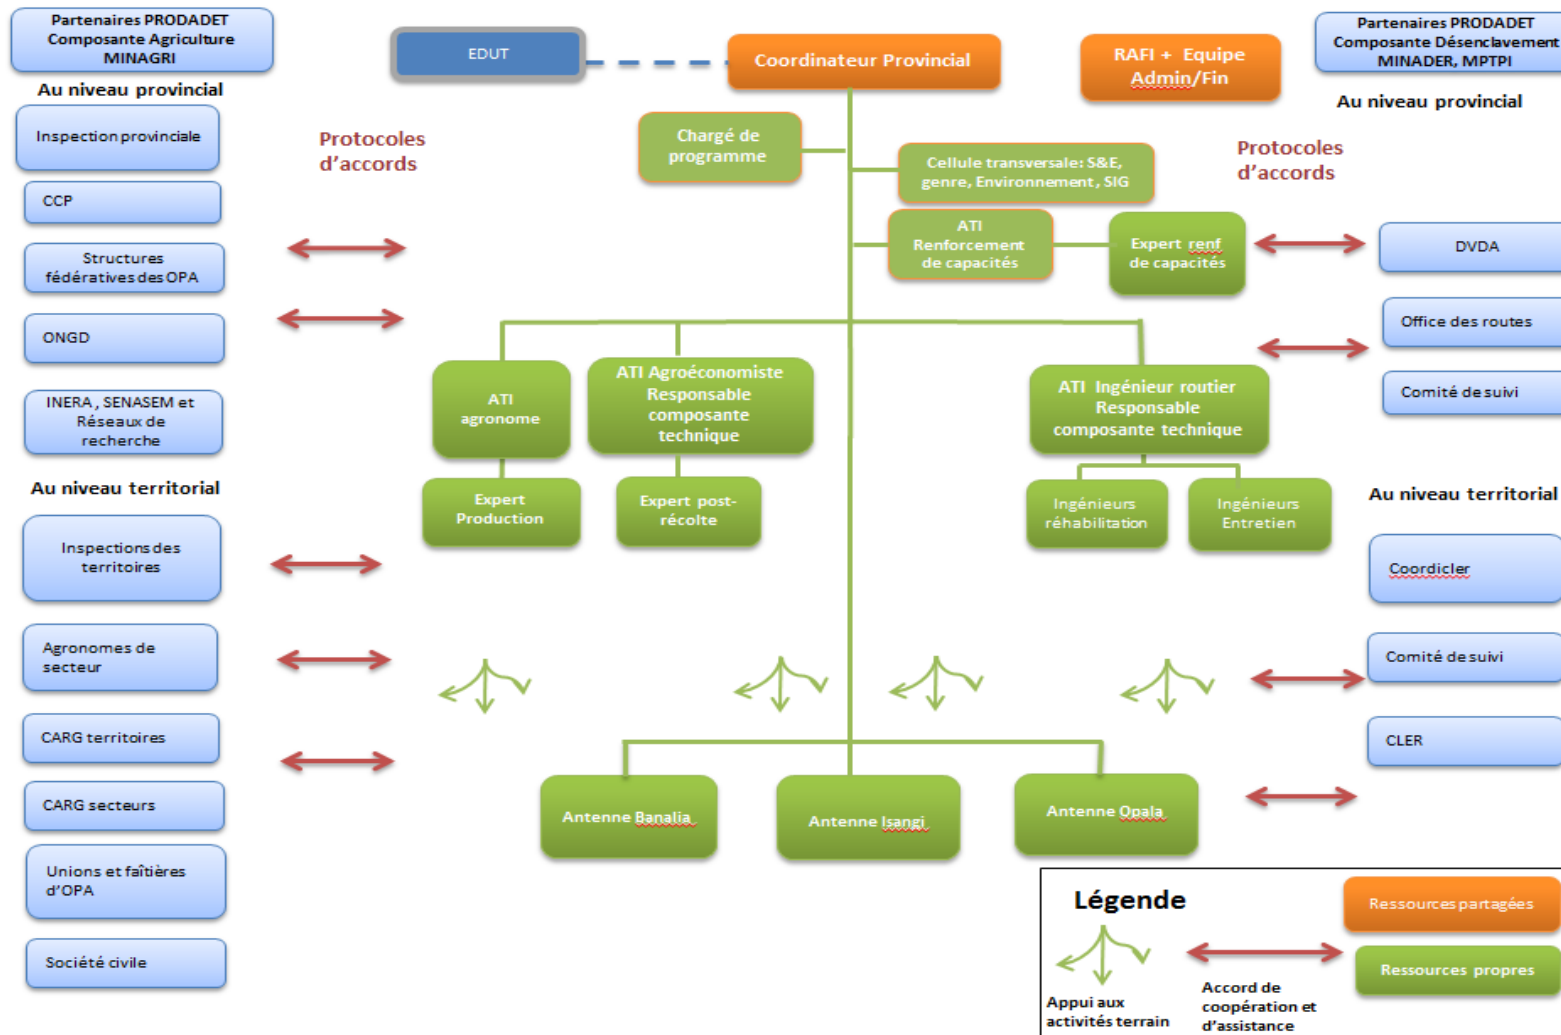 Partenaires PRODADET
Composante Agriculture
MINAGRI
Au niveau provincial
Inspection provinciale
CCP
Structures
fédératives des OPA
ONGD
INERA , SENASEM et
Réseaux de
recherche
Au niveau territorial
Inspections des
territoires
Agronomes de
secteur
CARG territoires
CARG secteurs
Unions et faîtières
d'OPA
Société civile
Protocoles
d'accords
EDUT
Coordinateur Provincial
RAFI + Equipe
Admin/Fin
Chargé de
programme
Cellule transversale: S&E,
genre, Environnement , SIG
ATI
Renforcement
de capacités
Expert renf
de capacités
ATI
agronome
ATI Agroéconomiste
Responsable
composante
technique
ATI Ingénieur routier
Responsable
composante technique
Expert
Production
Expert post-
récolte
Ingénieurs
réhabilitation
Ingénieurs
Entretien
Antenne Banalia
Antenne Isangi
Antenne Opala
Partenaires PRODADET
Composante Désenclavement
MINADER, MPTPI
Au niveau provincial
Protocoles
d'accords
DVDA
Office des routes
Comité de suivi
Au niveau territorial
Coordicler
Comité de suivi
CLER
Légende
Appui aux
activités terrain
Accord de
coopération et
d'assistance
Ressources partagées
Ressources propres